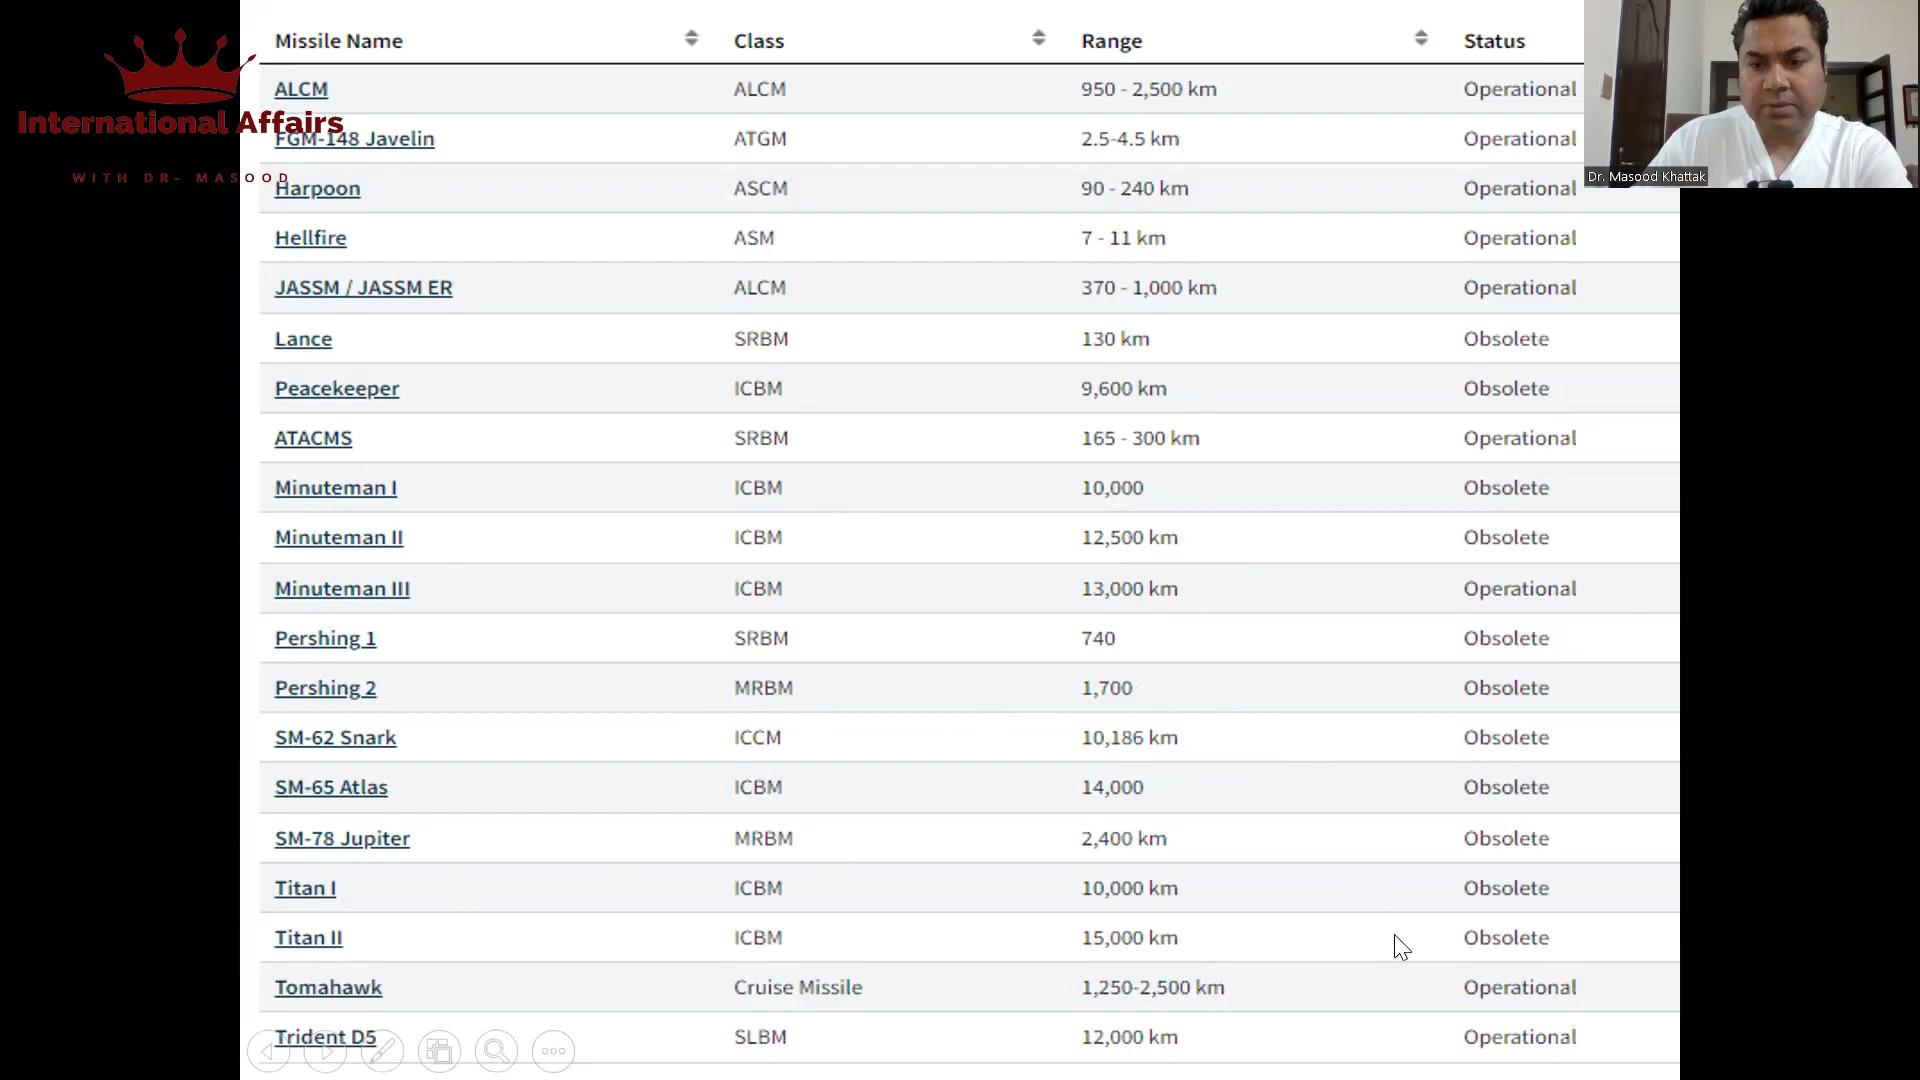 Missile Name Class Range Status
ALCM ALCM 950 - 2,500 km Operational
International Affairs
FGM-148 Javelin ATGM 2.5-4.5 km Operational
WITH DR- MASOOD
Harpoon ASCM 90 - 240 km Operational
Dr. Masood Khattak
Hellfire ASM 7 - 11 km Operational
JASSM / JASSM ER ALCM 370 - 1,000 km Operational
Lance SRBM 130 km Obsolete
Peacekeeper ICBM 9,600 km Obsolete
ATACMS SRBM 165 - 300 km Operational
Minuteman I ICBM 10,000 Obsolete
Minuteman II ICBM 12,500 km Obsolete
Minuteman III ICBM 13,000 km Operational
Pershing 1 SRBM 740 Obsolete
Pershing 2 MRBM 1,700 Obsolete
SM-62 Snark ICCM 10,186 km Obsolete
SM-65 Atlas ICBM 14,000 Obsolete
SM-78 Jupiter MRBM 2,400 km Obsolete
Titan I ICBM 10,000 km Obsolete
Titan II ICBM 15,000 km Obsolete
Tomahawk Cruise Missile 1,250-2,500 km Operational
Trident D5 SLBM 12,000 km Operational